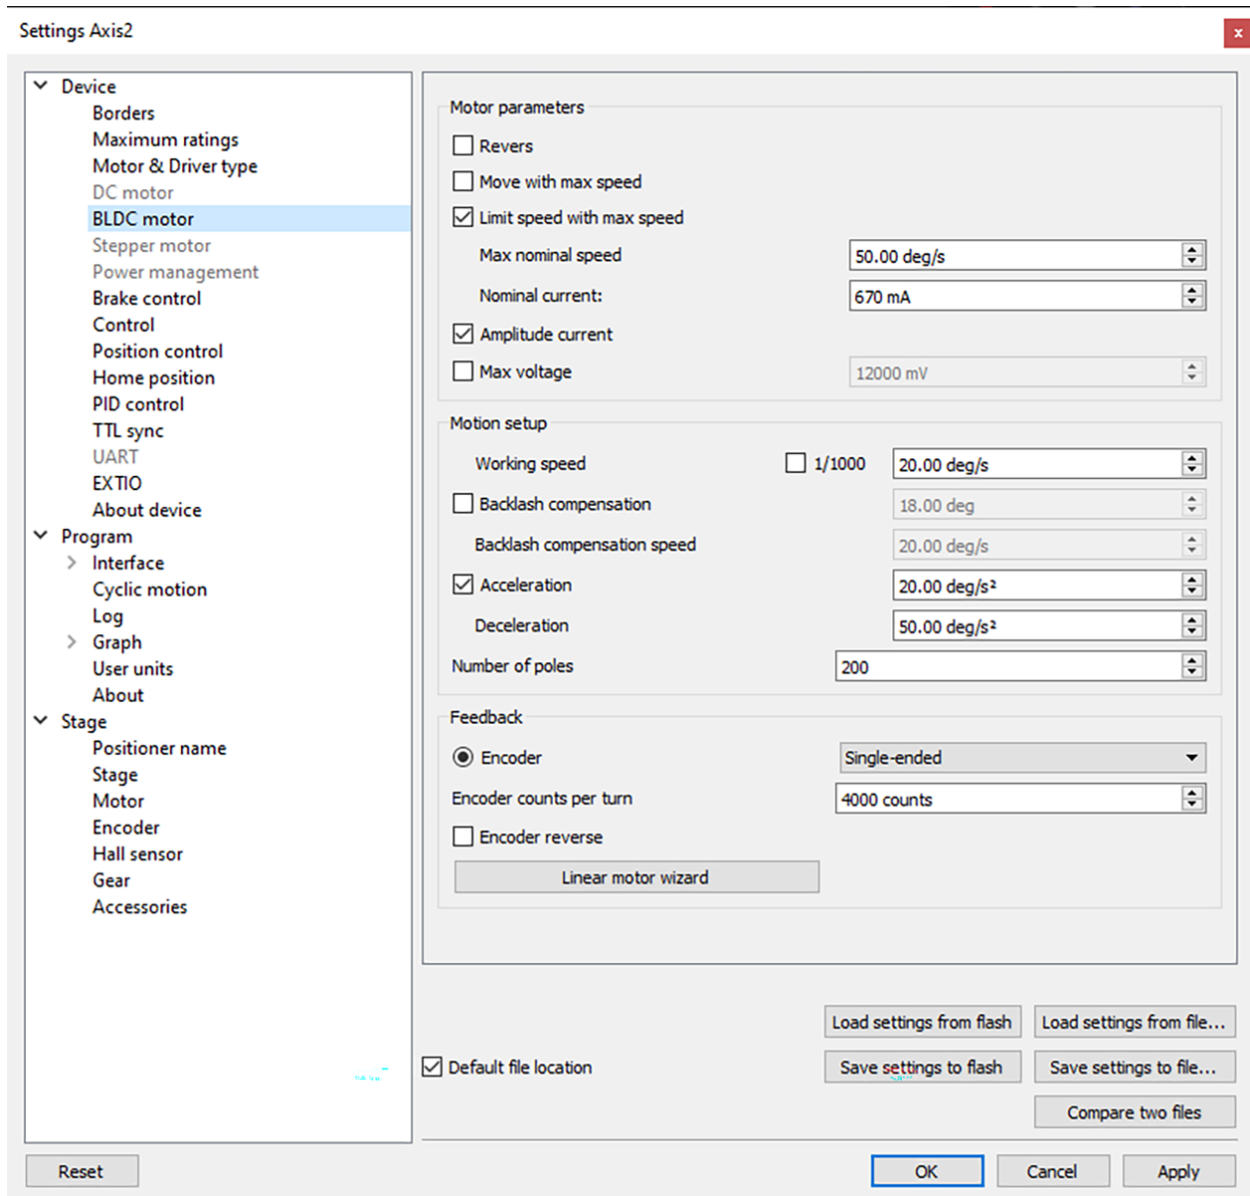 Settings Axis2
x
Device
Borders
Maximum ratings
Motor & Driver type
DC motor
BLDC motor
Stepper motor
Power management
Brake control
Control
Position control
Home position
PID control
TTL sync
UART
EXTIO
About device
Program
Interface
Cyclic motion
Log
Graph
User units
About
Stage
Positioner name
Stage
Motor
Encoder
Hall sensor
Gear
Accessories
Motor parameters
Revers
Move with max speed
Limit speed with max speed
Max nominal speed 50.00 deg/s
Nominal current: 670 mA
Amplitude current
Max voltage 12000 mV
Motion setup
Working speed 1/1000 20.00 deg/s
Backlash compensation 18.00 deg
Backlash compensation speed 20.00 deg/s
Acceleration 20.00 deg/s²
Deceleration 50.00 deg/s²
Number of poles 200
Feedback
Encoder Single-ended
Encoder counts per turn 4000 counts
Encoder reverse
Linear motor wizard
Load settings from flash Load settings from file...
Default file location Save settings to flash Save settings to file...
Compare two files
Reset OK Cancel Apply